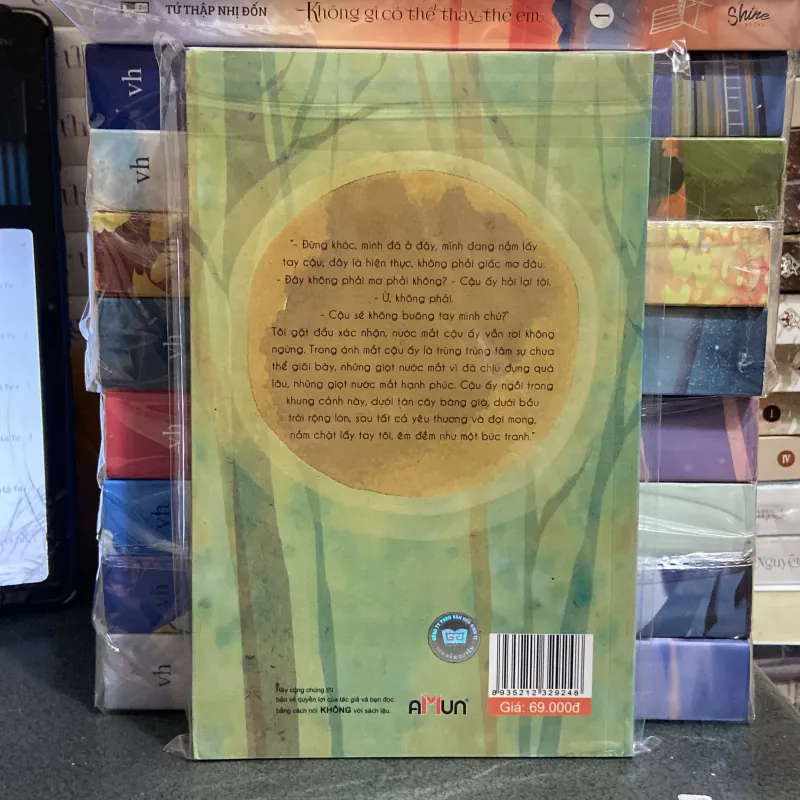 TỨ THẬP NHỊ ĐỐN
Không gì có thể thay thế em
1
Shine
vh
vh
"- Đừng khóc, mình đã ở đây, mình đang nắm lấy
tay cậu, đây là hiện thực, không phải giấc mơ đâu.
- Đây không phải mơ phải không? - Cậu ấy hỏi lại tôi.
- Ừ, không phải.
- Cậu sẽ không buông tay mình chứ?"
Tôi gật đầu xác nhận, nước mắt cậu ấy vẫn rơi không
ngừng. Trong ánh mắt cậu ấy là trùng trùng tâm sự chưa
thể giãi bày, những giọt nước mắt vì đã chịu đựng quá
lâu, những giọt nước mắt hạnh phúc. Cậu ấy ngồi trong
khung cảnh này, dưới tán cây bàng già, dưới bầu
trời rộng lớn, sau tất cả yêu thương và đợi mong,
nắm chặt lấy tay tôi, êm đềm như một bức tranh."
I
IV
vh
vh
vh
vh
Nguyệt
Hãy cùng chúng tôi
bảo vệ quyền lợi của tác giả và bạn đọc
bằng cách nói KHÔNG với sách lậu.
AMUN
8935212329248
Giá: 69.000đ